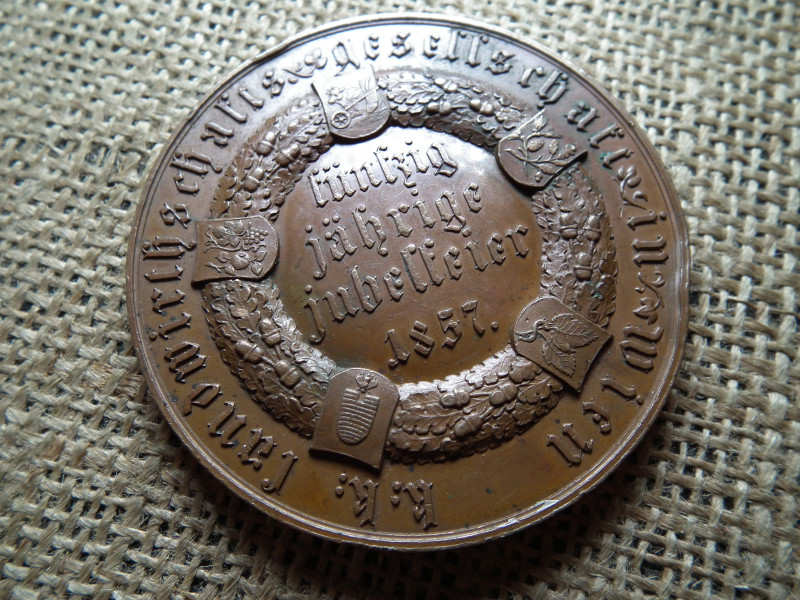 k: k: landwirthschafts gesellschaft in Wien
fünfzig
jährige
jubelfeier
1857.